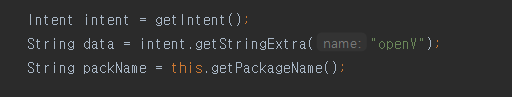 Intent intent = getIntent();
String data = intent.getStringExtra( name: "openV");
String packName = this.getPackageName();